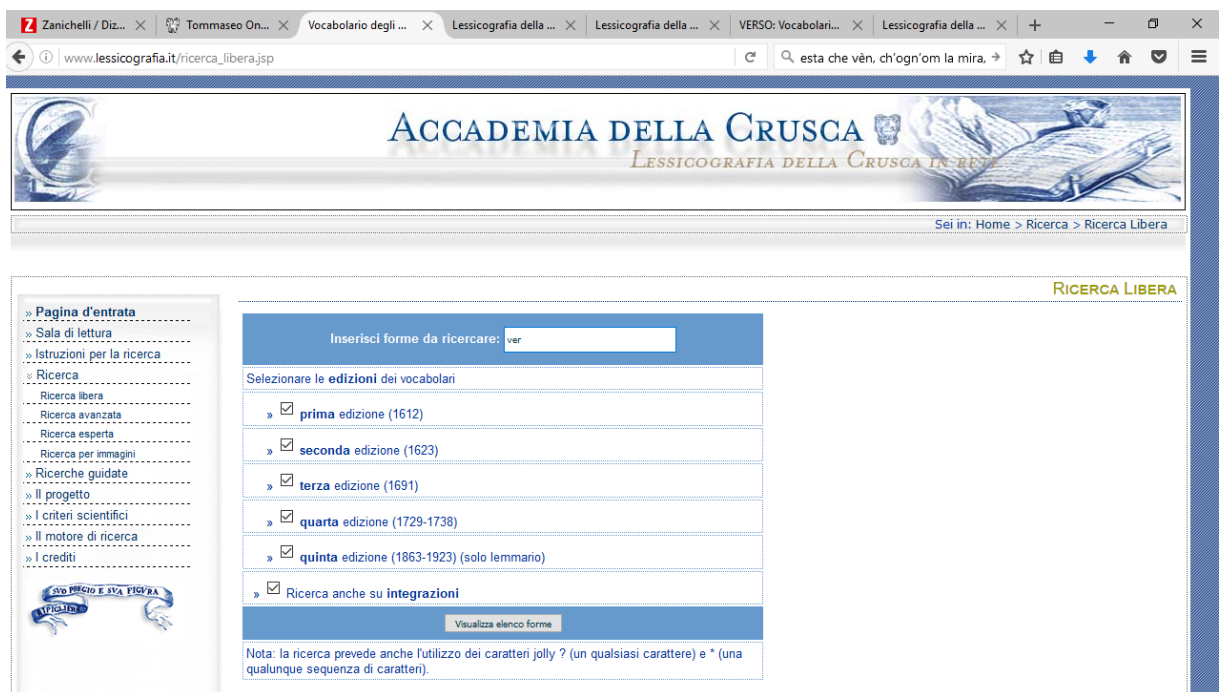 Zanichelli / Diz...
Tommaseo On...
Vocabolario degli ...
Lessicografia della ...
Lessicografia della ...
VERSO: Vocabolari...
Lessicografia della ...
www.lessicografia.it/ricerca_libera.jsp
esta che vèn, ch'ogn'om la mira,
ACCADEMIA DELLA CRUSCA
LESSICOGRAFIA DELLA CRUSCA IN RETE
Sei in: Home > Ricerca > Ricerca Libera
RICERCA LIBERA
» Pagina d'entrata
» Sala di lettura
» Istruzioni per la ricerca
Ricerca
Ricerca libera
Ricerca avanzata
Ricerca esperta
Ricerca per immagini
» Ricerche guidate
» Il progetto
» I criteri scientifici
» Il motore di ricerca
» I crediti
SVO PREGIO E SVA FIGVRA
RIPIGLIERÀ
Inserisci forme da ricercare: ver
Selezionare le edizioni dei vocabolari
» prima edizione (1612)
» seconda edizione (1623)
» terza edizione (1691)
» quarta edizione (1729-1738)
» quinta edizione (1863-1923) (solo lemmario)
» Ricerca anche su integrazioni
Visualizza elenco forme
Nota: la ricerca prevede anche l'utilizzo dei caratteri jolly ? (un qualsiasi carattere) e * (una
qualunque sequenza di caratteri).